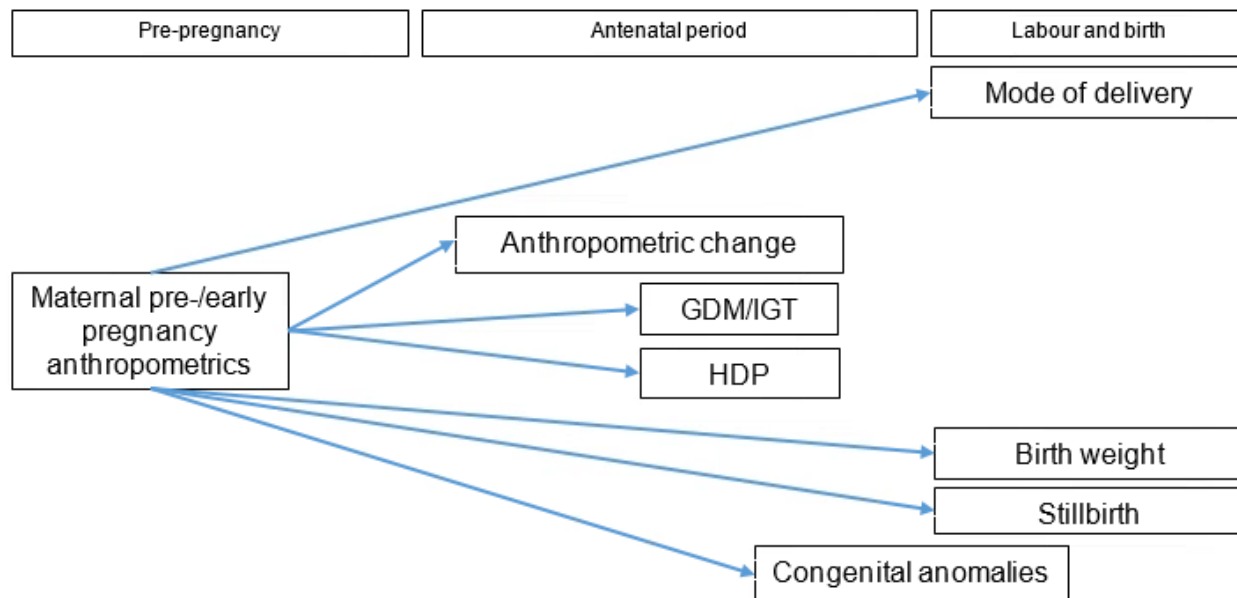 Pre-pregnancy
Antenatal period
Labour and birth
Mode of delivery
Anthropometric change
Maternal pre-/early
pregnancy
anthropometrics
GDM/IGT
HDP
Birth weight
Stillbirth
Congenital anomalies